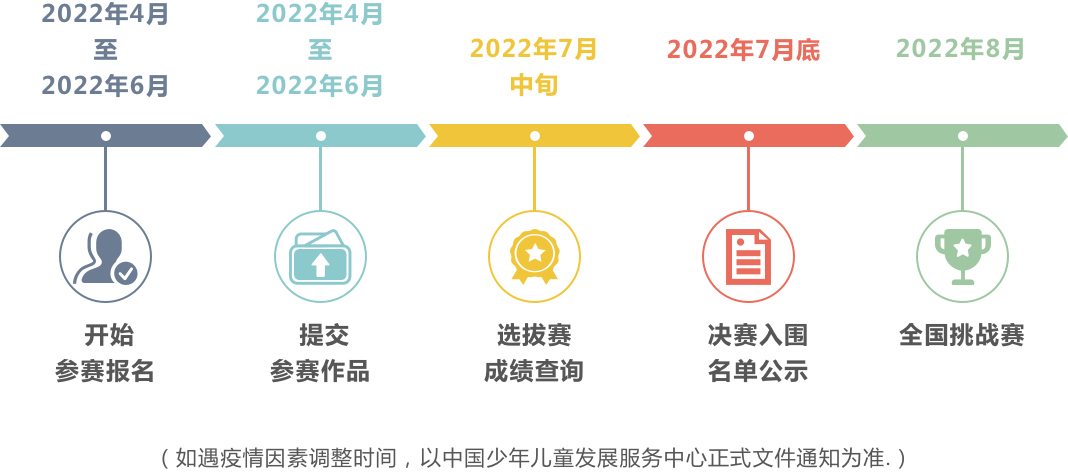 2022年4月
至
2022年6月
2022年4月
至
2022年6月
2022年7月
中旬
2022年7月底
2022年8月
开始
参赛报名
提交
参赛作品
选拔赛
成绩查询
决赛入围
名单公示
全国挑战赛
（如遇疫情因素调整时间，以中国少年儿童发展服务中心正式文件通知为准.）